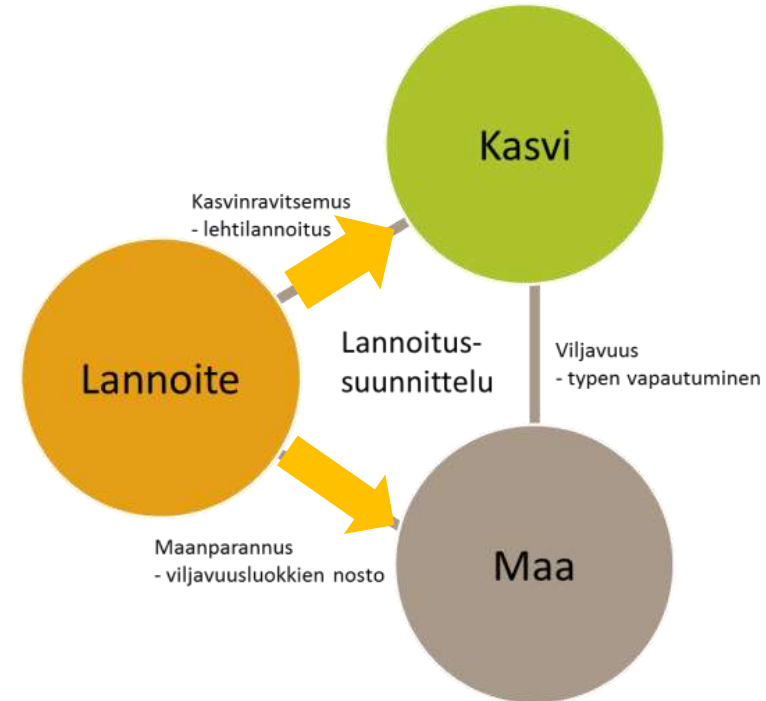 Kasvi
Kasvinravitsemus
- lehtilannoitus
Lannoite
Lannoitus-
suunnittelu
Viljavuus
- typen vapautuminen
Maanparannus
- viljavuusluokkien nosto
Maa